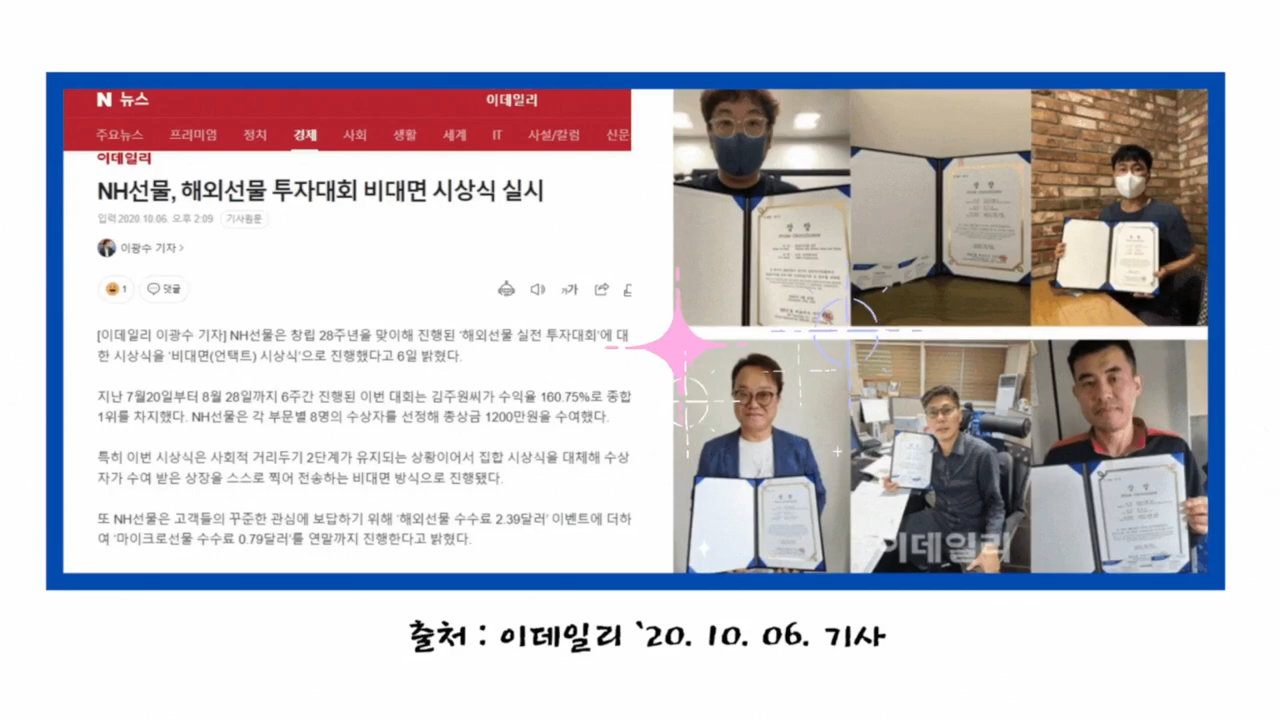 N 뉴스
이데일리
주요뉴스 프리미엄 정치 경제 사회 생활 세계 IT 사설/칼럼 신문
이데일리
NH선물, 해외선물 투자대회 비대면 시상식 실시
입력 2020.10.06. 오후 2:09 기사원문
이광수 기자 >
1 댓글
가가
[이데일리 이광수 기자] NH선물은 창립 28주년을 맞이해 진행된 '해외선물 실전 투자대회'에 대
한 시상식을 '비대면(언택트) 시상식'으로 진행했다고 6일 밝혔다.
지난 7월20일부터 8월 28일까지 6주간 진행된 이번 대회는 김주원씨가 수익율 160.75%로 종합
1위를 차지했다. NH선물은 각 부문별 8명의 수상자를 선정해 총상금 1200만원을 수여했다.
특히 이번 시상식은 사회적 거리두기 2단계가 유지되는 상황이어서 집합 시상식을 대체해 수상
자가 수여 받은 상장을 스스로 찍어 전송하는 비대면 방식으로 진행됐다.
또 NH선물은 고객들의 꾸준한 관심에 보답하기 위해 '해외선물 수수료 2.39달러' 이벤트에 더하
여 '마이크로선물 수수료 0.79달러'를 연말까지 진행한다고 밝혔다.
상 장
상 장
상 장
상 장
상 장
이데일리
출처 : 이데일리 '20. 10. 06. 기사